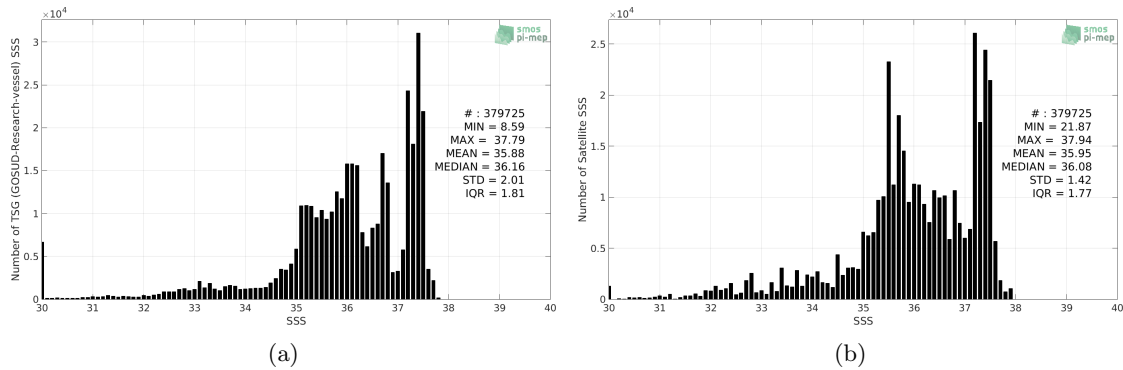 ×10⁴
smos
pi-mep
3
2.5
2
1.5
1
0.5
0
Number of TSG (GOSUD-Research-vessel) SSS
# : 379725
MIN = 8.59
MAX = 37.79
MEAN = 35.88
MEDIAN = 36.16
STD = 2.01
IQR = 1.81
30 31 32 33 34 35 36 37 38 39 40
SSS
(a)
×10⁴
smos
pi-mep
2.5
2
1.5
1
0.5
0
Number of Satellite SSS
# : 379725
MIN = 21.87
MAX = 37.94
MEAN = 35.95
MEDIAN = 36.08
STD = 1.42
IQR = 1.77
30 31 32 33 34 35 36 37 38 39 40
SSS
(b)